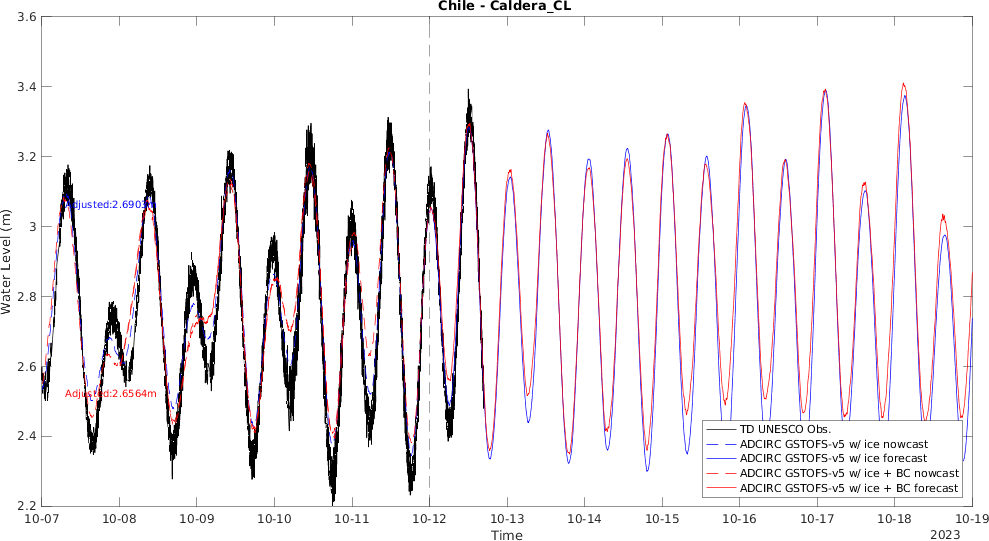 Chile - Caldera_CL
3.6
3.4
3.2
3
2.8
2.6
2.4
2.2
Water Level (m)
Adjusted:2.6903m
Adjusted:2.6564m
TD UNESCO Obs.
ADCIRC GSTOFS-v5 w/ ice nowcast
ADCIRC GSTOFS-v5 w/ ice forecast
ADCIRC GSTOFS-v5 w/ ice + BC nowcast
ADCIRC GSTOFS-v5 w/ ice + BC forecast
10-07 10-08 10-09 10-10 10-11 10-12 10-13 10-14 10-15 10-16 10-17 10-18 10-19
Time
2023